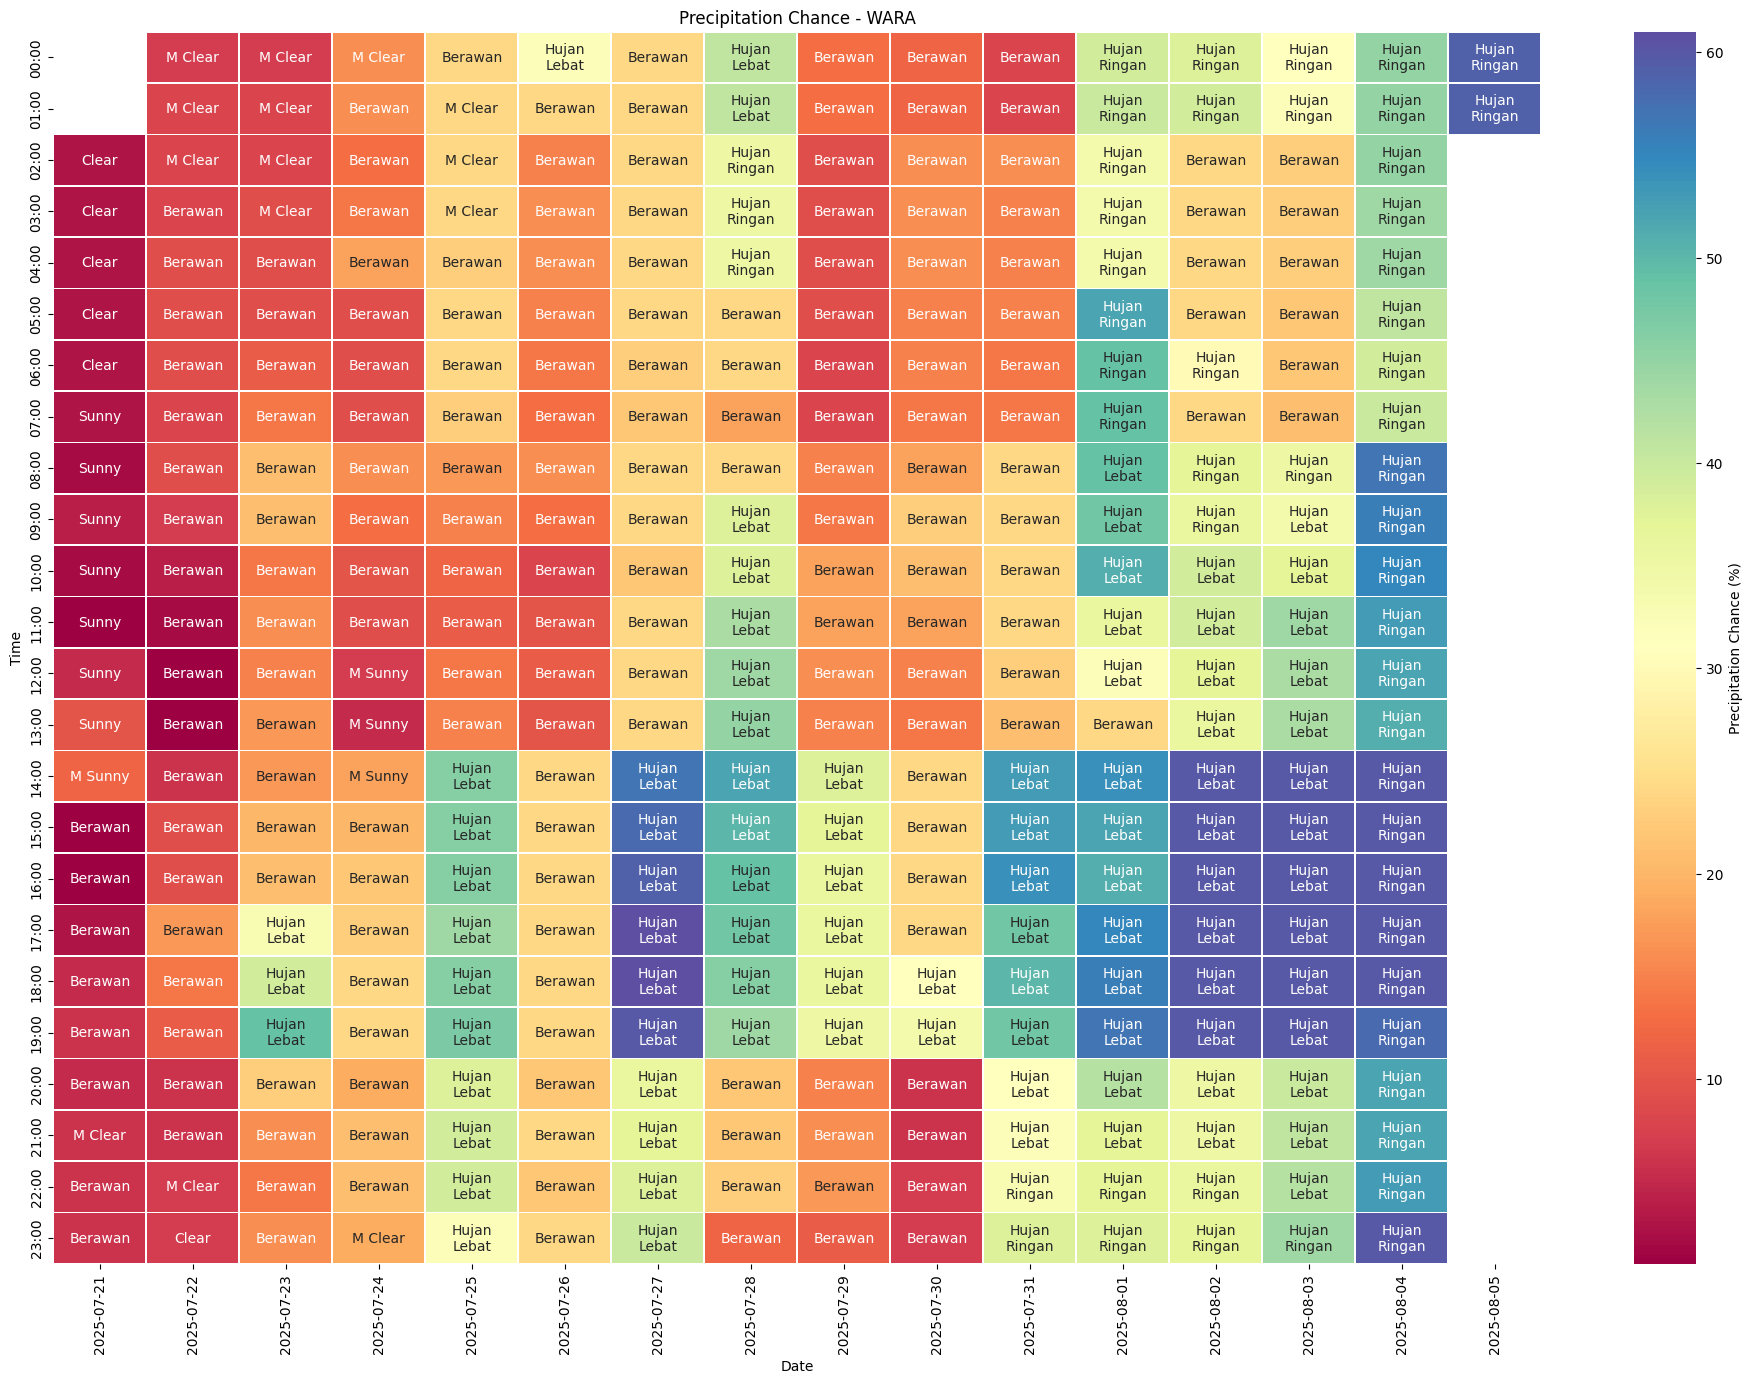 Precipitation Chance - WARA
00:00 M Clear M Clear M Clear Berawan Hujan Lebat Berawan Hujan Lebat Berawan Berawan Berawan Hujan Ringan Hujan Ringan Hujan Ringan Hujan Ringan Hujan Ringan
01:00 M Clear M Clear Berawan M Clear Berawan Berawan Hujan Lebat Berawan Berawan Berawan Hujan Ringan Hujan Ringan Hujan Ringan Hujan Ringan Hujan Ringan
02:00 Clear M Clear M Clear Berawan M Clear Berawan Berawan Hujan Ringan Berawan Berawan Berawan Hujan Ringan Berawan Berawan Hujan Ringan
03:00 Clear Berawan M Clear Berawan M Clear Berawan Berawan Hujan Ringan Berawan Berawan Berawan Hujan Ringan Berawan Berawan Hujan Ringan
04:00 Clear Berawan Berawan Berawan Berawan Berawan Berawan Hujan Ringan Berawan Berawan Berawan Hujan Ringan Berawan Berawan Hujan Ringan
05:00 Clear Berawan Berawan Berawan Berawan Berawan Berawan Berawan Berawan Berawan Berawan Hujan Ringan Berawan Berawan Hujan Ringan
06:00 Clear Berawan Berawan Berawan Berawan Berawan Berawan Berawan Berawan Berawan Berawan Hujan Ringan Hujan Ringan Berawan Hujan Ringan
07:00 Sunny Berawan Berawan Berawan Berawan Berawan Berawan Berawan Berawan Berawan Berawan Hujan Ringan Berawan Berawan Hujan Ringan
08:00 Sunny Berawan Berawan Berawan Berawan Berawan Berawan Berawan Berawan Berawan Berawan Hujan Lebat Hujan Ringan Hujan Ringan Hujan Ringan
09:00 Sunny Berawan Berawan Berawan Berawan Berawan Berawan Hujan Lebat Berawan Berawan Berawan Hujan Lebat Hujan Ringan Hujan Lebat Hujan Ringan
10:00 Sunny Berawan Berawan Berawan Berawan Berawan Berawan Hujan Lebat Berawan Berawan Berawan Hujan Lebat Hujan Lebat Hujan Lebat Hujan Ringan
11:00 Sunny Berawan Berawan Berawan Berawan Berawan Berawan Hujan Lebat Berawan Berawan Berawan Hujan Lebat Hujan Lebat Hujan Lebat Hujan Ringan
12:00 Sunny Berawan Berawan M Sunny Berawan Berawan Berawan Hujan Lebat Berawan Berawan Berawan Hujan Lebat Hujan Lebat Hujan Lebat Hujan Ringan
13:00 Sunny Berawan Berawan M Sunny Berawan Berawan Berawan Hujan Lebat Berawan Berawan Berawan Berawan Hujan Lebat Hujan Lebat Hujan Ringan
14:00 M Sunny Berawan Berawan M Sunny Hujan Lebat Berawan Hujan Lebat Hujan Lebat Hujan Lebat Berawan Hujan Lebat Hujan Lebat Hujan Lebat Hujan Lebat Hujan Ringan
15:00 Berawan Berawan Berawan Berawan Hujan Lebat Berawan Hujan Lebat Hujan Lebat Hujan Lebat Berawan Hujan Lebat Hujan Lebat Hujan Lebat Hujan Lebat Hujan Ringan
16:00 Berawan Berawan Berawan Berawan Hujan Lebat Berawan Hujan Lebat Hujan Lebat Hujan Lebat Berawan Hujan Lebat Hujan Lebat Hujan Lebat Hujan Lebat Hujan Ringan
17:00 Berawan Berawan Hujan Lebat Berawan Hujan Lebat Berawan Hujan Lebat Hujan Lebat Hujan Lebat Berawan Hujan Lebat Hujan Lebat Hujan Lebat Hujan Lebat Hujan Ringan
18:00 Berawan Berawan Hujan Lebat Berawan Hujan Lebat Berawan Hujan Lebat Hujan Lebat Hujan Lebat Hujan Lebat Hujan Lebat Hujan Lebat Hujan Lebat Hujan Lebat Hujan Ringan
19:00 Berawan Berawan Hujan Lebat Berawan Hujan Lebat Berawan Hujan Lebat Hujan Lebat Hujan Lebat Hujan Lebat Hujan Lebat Hujan Lebat Hujan Lebat Hujan Lebat Hujan Ringan
20:00 Berawan Berawan Berawan Berawan Hujan Lebat Berawan Hujan Lebat Berawan Berawan Berawan Hujan Lebat Hujan Lebat Hujan Lebat Hujan Lebat Hujan Ringan
21:00 M Clear Berawan Berawan Berawan Hujan Lebat Berawan Hujan Lebat Berawan Berawan Berawan Hujan Lebat Hujan Lebat Hujan Lebat Hujan Lebat Hujan Ringan
22:00 Berawan M Clear Berawan Berawan Hujan Lebat Berawan Hujan Lebat Berawan Berawan Berawan Hujan Ringan Hujan Ringan Hujan Ringan Hujan Lebat Hujan Ringan
23:00 Berawan Clear Berawan M Clear Hujan Lebat Berawan Hujan Lebat Berawan Berawan Berawan Hujan Ringan Hujan Ringan Hujan Ringan Hujan Ringan Hujan Ringan
Time
2025-07-21 2025-07-22 2025-07-23 2025-07-24 2025-07-25 2025-07-26 2025-07-27 2025-07-28 2025-07-29 2025-07-30 2025-07-31 2025-08-01 2025-08-02 2025-08-03 2025-08-04 2025-08-05
Date
60
50
40
30
20
10
Precipitation Chance (%)